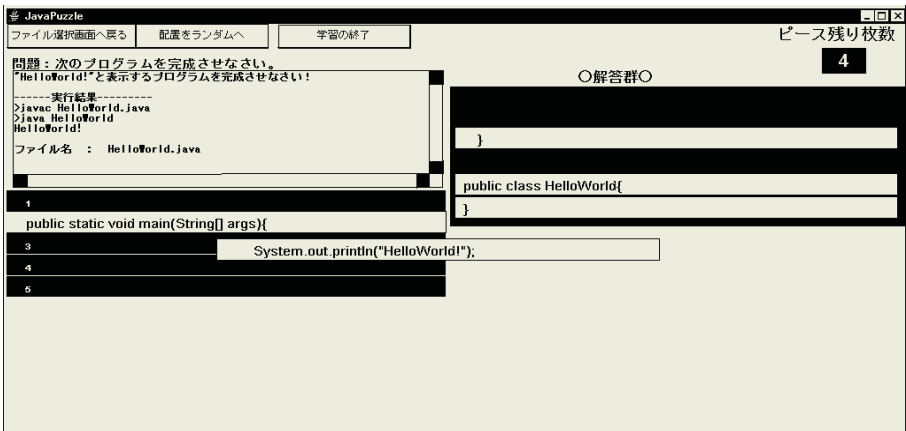 JavaPuzzle
ファイル選択画面へ戻る 配置をランダムへ 学習の終了
ピース残り枚数
4
問題：次のプログラムを完成させなさい。
"HelloWorld!"と表示するプログラムを完成させなさい！
------実行結果---------
>javac HelloWorld.java
>java HelloWorld
HelloWorld!
ファイル名 ： HelloWorld.java
〇解答群〇
}
public class HelloWorld{
}
1
public static void main(String[] args){
3
System.out.println("HelloWorld!");
4
5